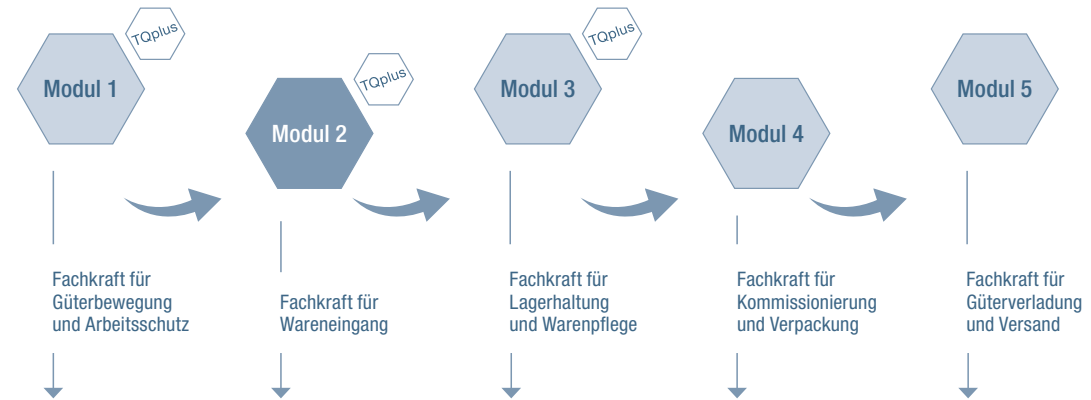 Modul 1
TQplus
Modul 2
TQplus
Modul 3
TQplus
Modul 4
Modul 5
Fachkraft für
Güterbewegung
und Arbeitsschutz
Fachkraft für
Wareneingang
Fachkraft für
Lagerhaltung
und Warenpflege
Fachkraft für
Kommissionierung
und Verpackung
Fachkraft für
Güterverladung
und Versand